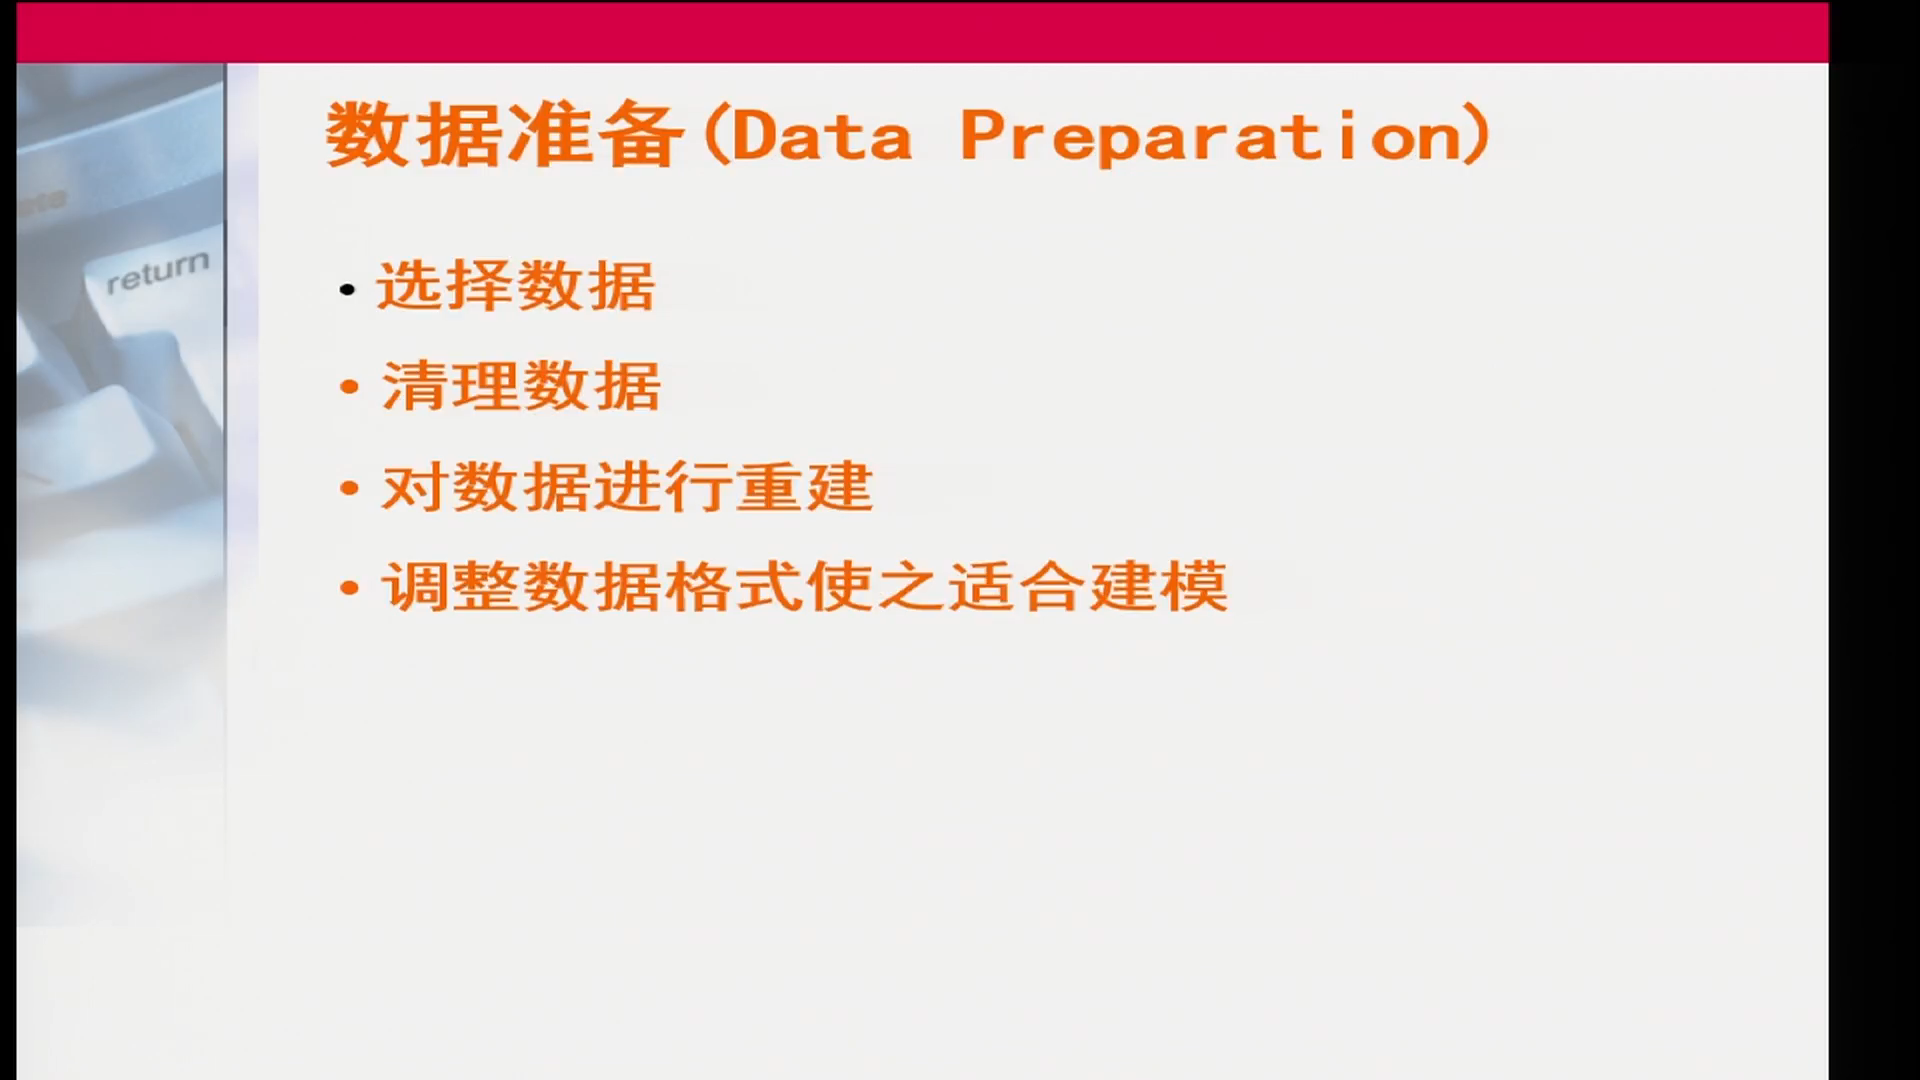 数据准备(Data Preparation)
return
• 选择数据
• 清理数据
• 对数据进行重建
• 调整数据格式使之适合建模